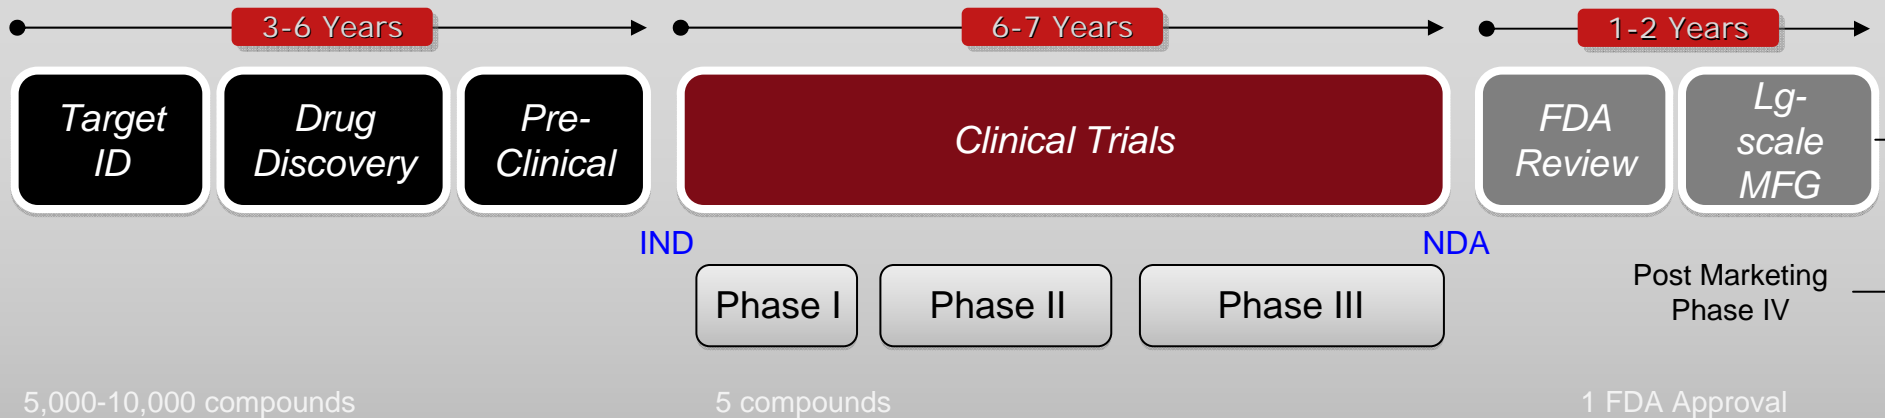 3-6 Years
6-7 Years
1-2 Years
Target
ID
Drug
Discovery
Pre-
Clinical
Clinical Trials
FDA
Review
Lg-
scale
MFG
IND
NDA
Phase I
Phase II
Phase III
Post Marketing
Phase IV
5,000-10,000 compounds
5 compounds
1 FDA Approval